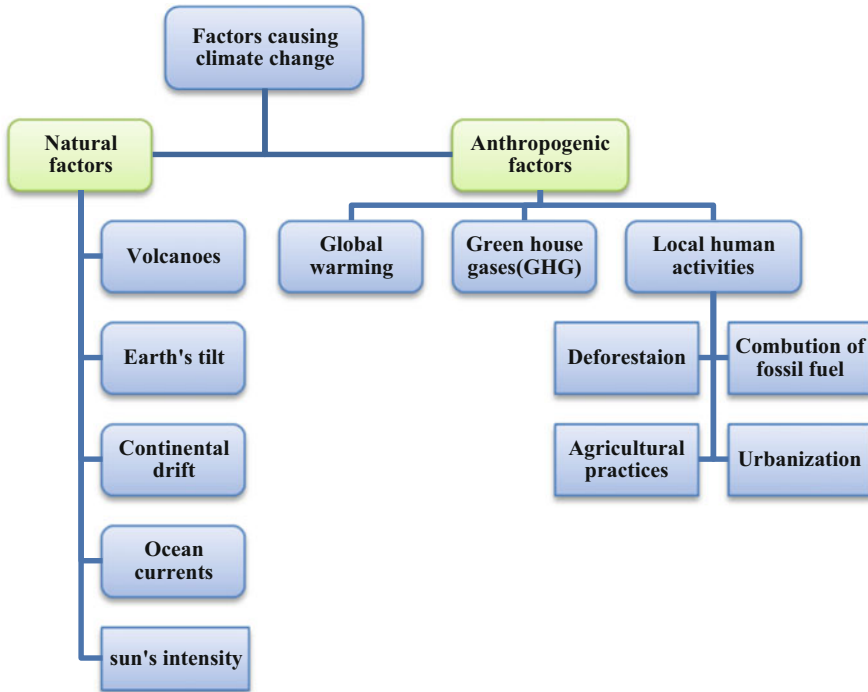 Factors causing
climate change
Natural
factors
Anthropogenic
factors
Volcanoes
Earth's tilt
Continental
drift
Ocean
currents
sun's intensity
Global
warming
Green house
gases(GHG)
Local human
activities
Deforestaion
Combution of
fossil fuel
Agricultural
practices
Urbanization